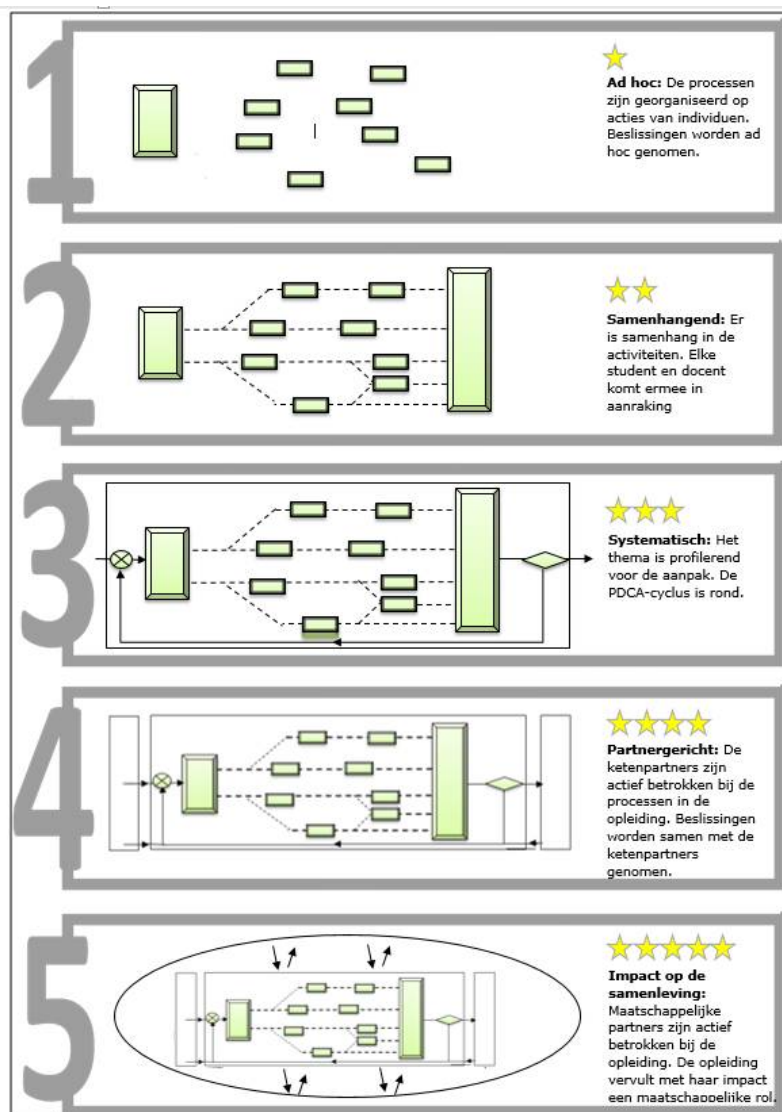 1
Ad hoc: De processen
zijn georganiseerd op
acties van individuen.
Beslissingen worden ad
hoc genomen.
2
Samenhangend: Er
is samenhang in de
activiteiten. Elke
student en docent
komt ermee in
aanraking
3
Systematisch: Het
thema is profilerend
voor de aanpak. De
PDCA-cyclus is rond.
4
Partnergericht: De
ketenpartners zijn
actief betrokken bij de
processen in de
opleiding. Beslissingen
worden samen met de
ketenpartners
genomen.
5
Impact op de
samenleving:
Maatschappelijke
partners zijn actief
betrokken bij de
opleiding. De opleiding
vervult met haar impact
een maatschappelijke rol.